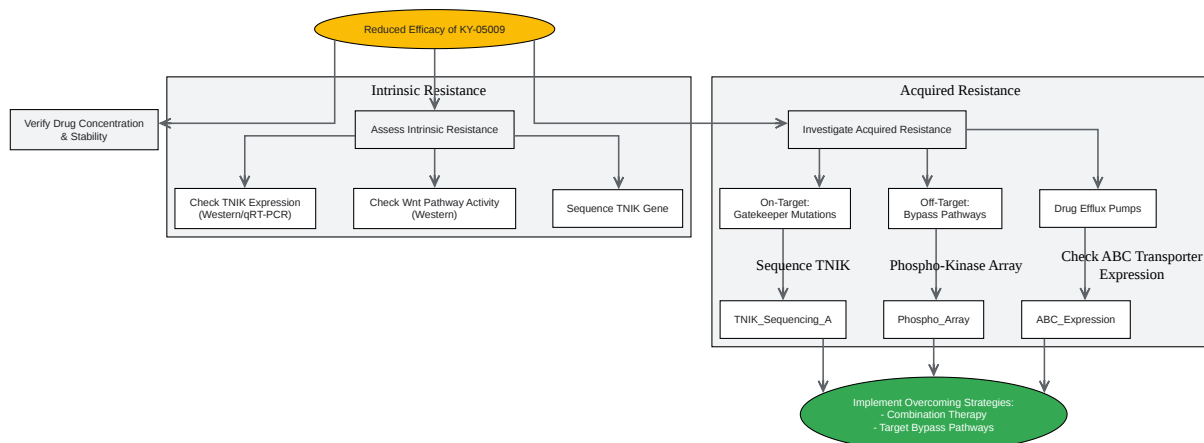 Reduced Efficacy of KY-05009
Intrinsic Resistance
Acquired Resistance
Verify Drug Concentration
& Stability
Assess Intrinsic Resistance
Investigate Acquired Resistance
Check TNIK Expression
(Western/qRT-PCR)
Check Wnt Pathway Activity
(Western)
Sequence TNIK Gene
On-Target:
Gatekeeper Mutations
Off-Target:
Bypass Pathways
Drug Efflux Pumps
Sequence TNIK
Phospho-Kinase Array
Check ABC Transporter
Expression
TNIK_Sequencing_A
Phospho_Array
ABC_Expression
Implement Overcoming Strategies:
- Combination Therapy
- Target Bypass Pathways